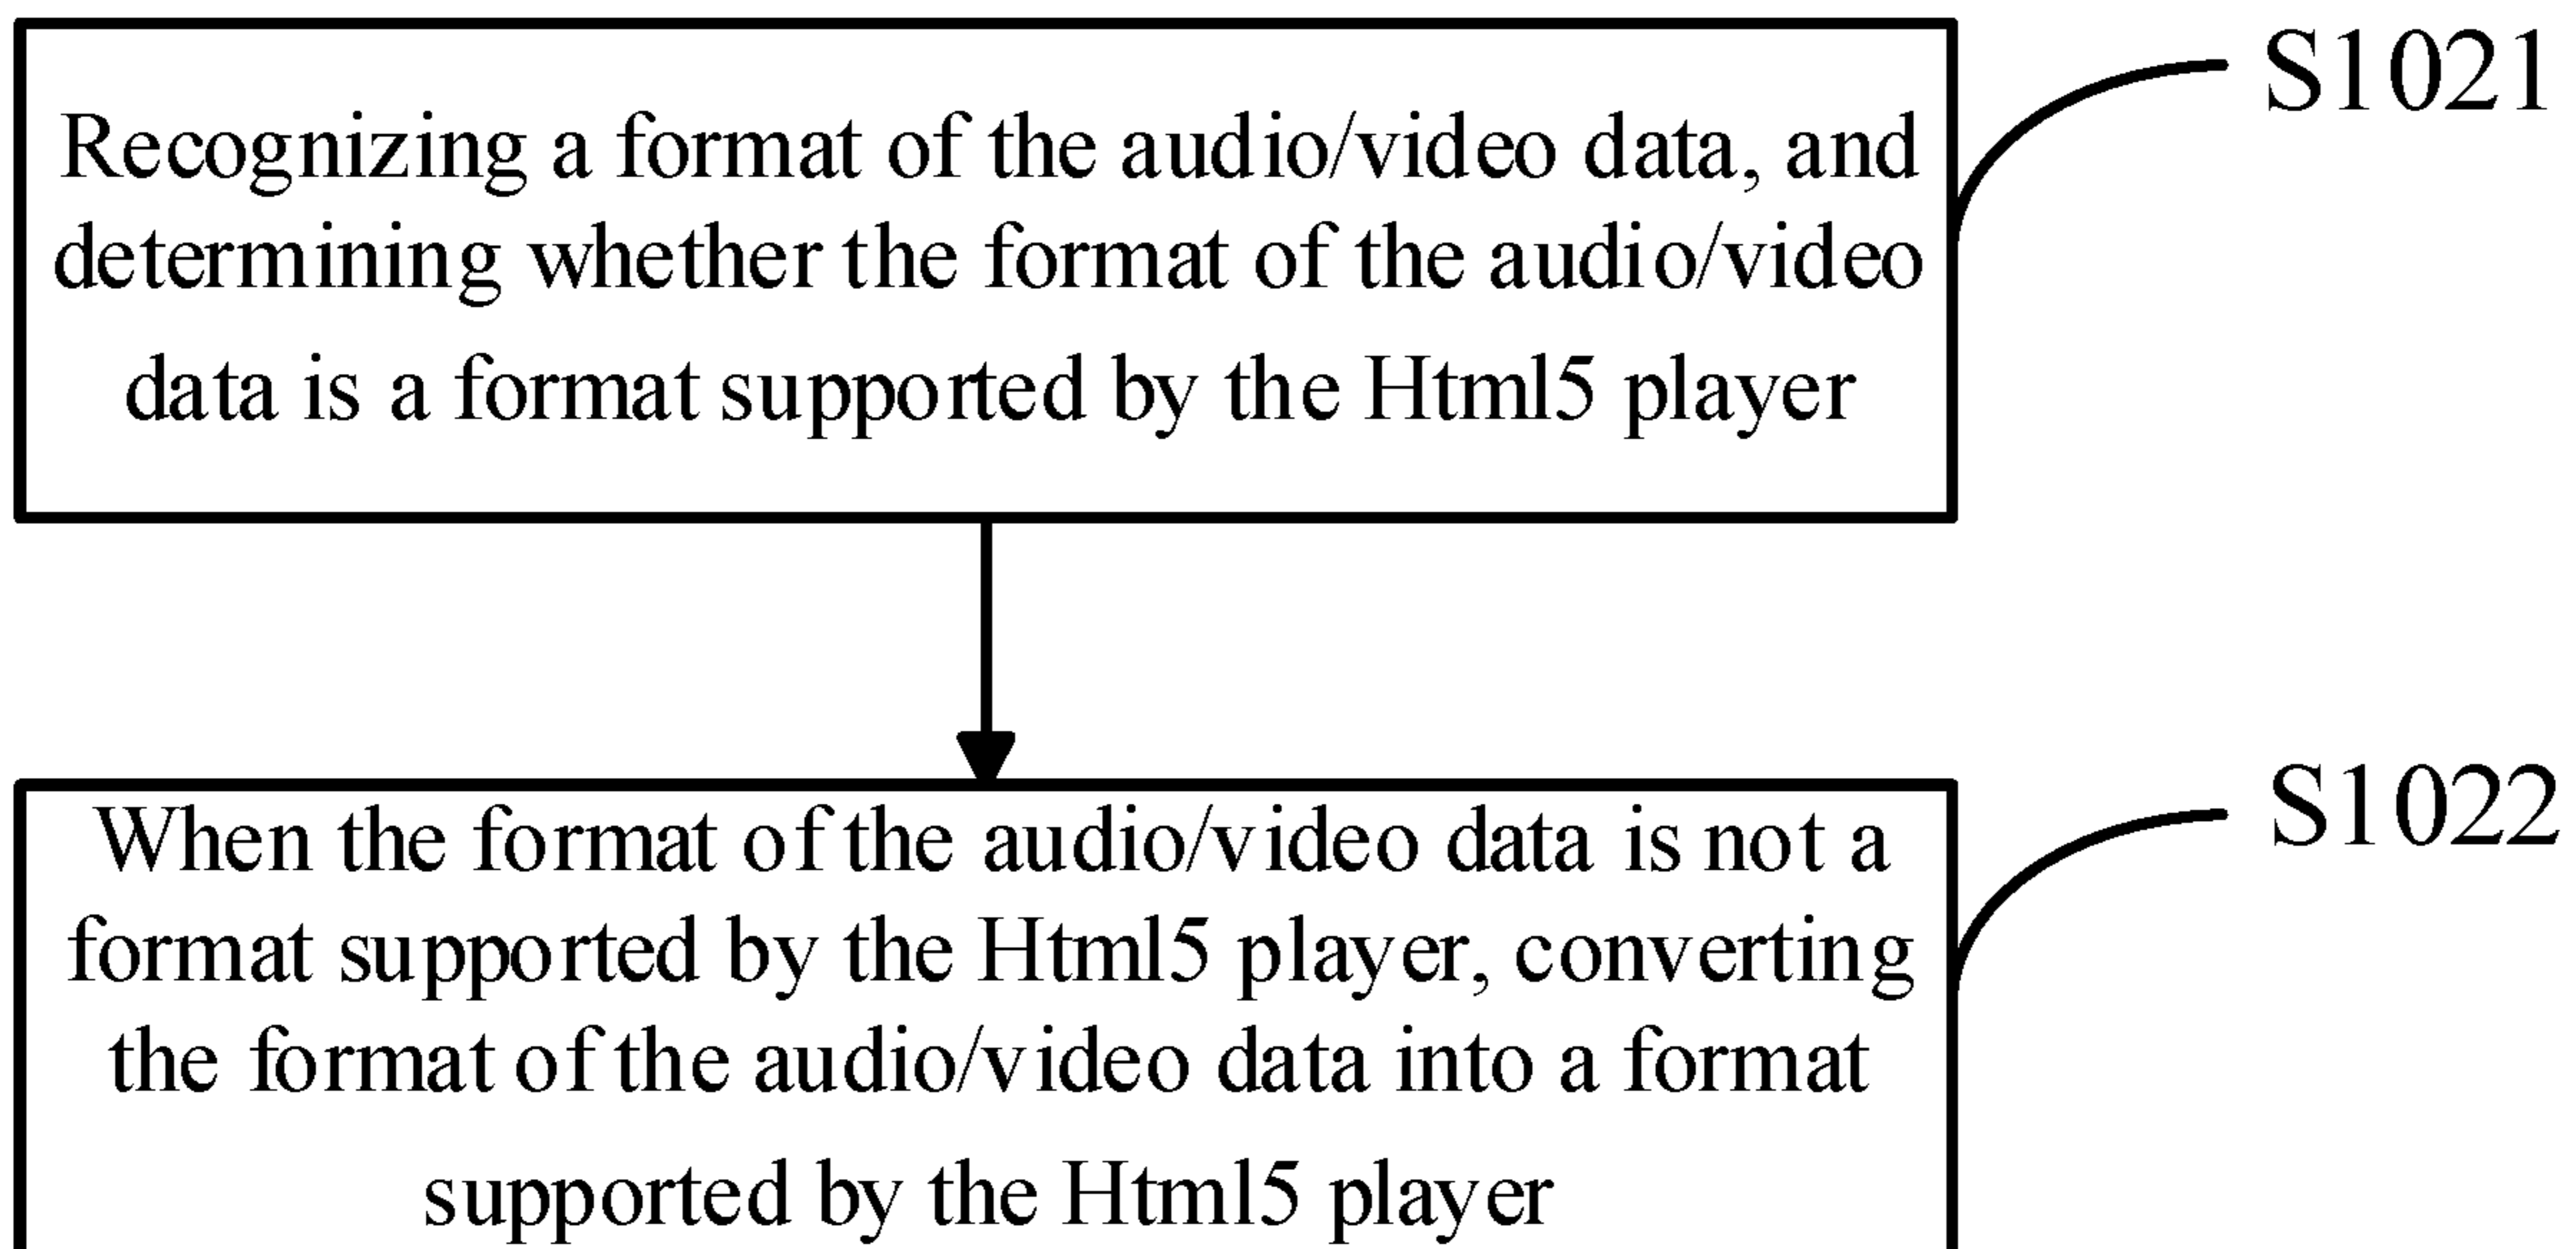 S1021
Recognizing a format of the audio/video data, and
determining whether the format of the audio/video
data is a format supported by the Html5 player
S1022
When the format of the audio/video data is not a
format supported by the Html5 player, converting
the format of the audio/video data into a format
supported by the Html5 player